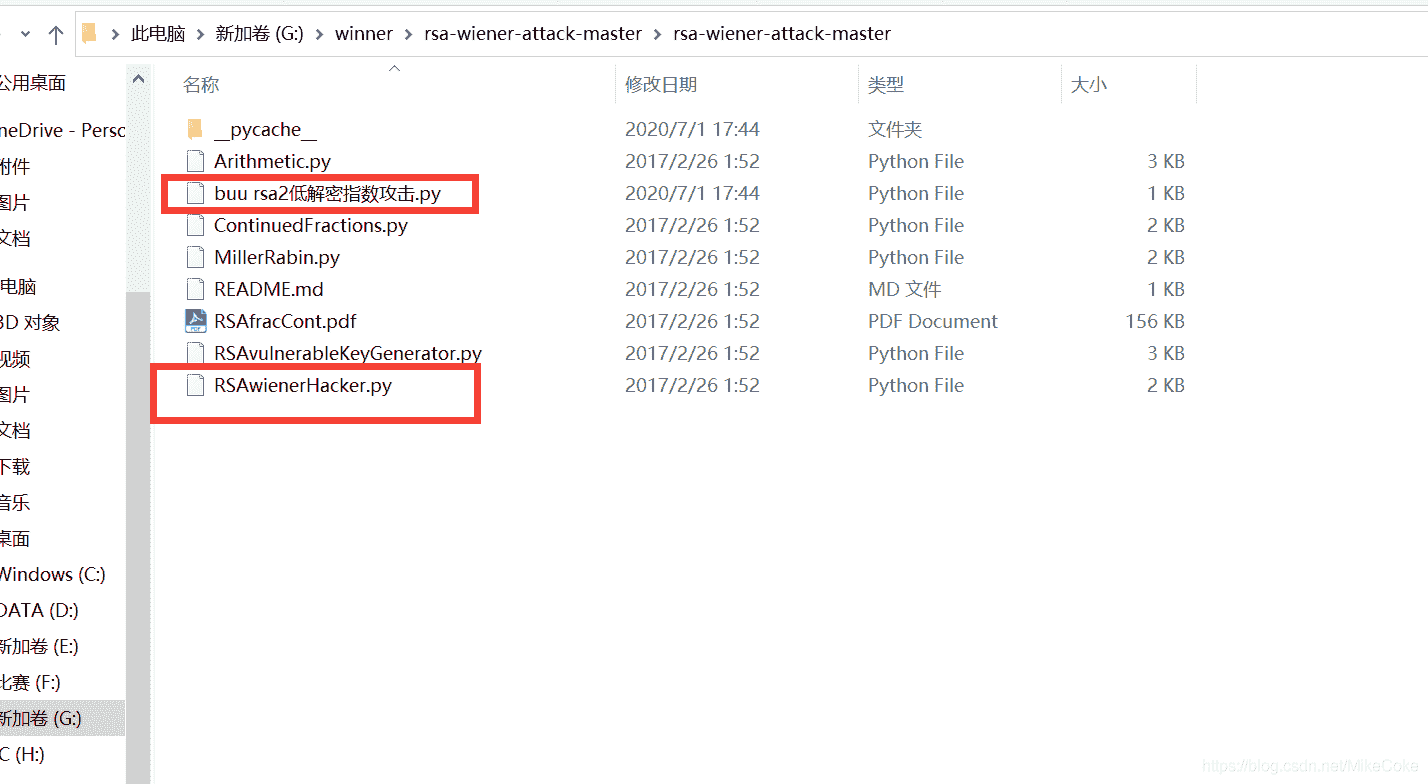 此电脑 新加卷 (G:) winner rsa-wiener-attack-master rsa-wiener-attack-master
名称 修改日期 类型 大小
__pycache__ 2020/7/1 17:44 文件夹
Arithmetic.py 2017/2/26 1:52 Python File 3 KB
buu rsa2低解密指数攻击.py 2020/7/1 17:44 Python File 1 KB
ContinuedFractions.py 2017/2/26 1:52 Python File 2 KB
MillerRabin.py 2017/2/26 1:52 Python File 2 KB
README.md 2017/2/26 1:52 MD 文件 1 KB
RSAfracCont.pdf 2017/2/26 1:52 PDF Document 156 KB
RSAvulnerableKeyGenerator.py 2017/2/26 1:52 Python File 3 KB
RSAwienerHacker.py 2017/2/26 1:52 Python File 2 KB
公用桌面
neDrive - Perso
附件
图片
文档
电脑
3D 对象
视频
图片
文档
下载
音乐
桌面
Windows (C:)
DATA (D:)
新加卷 (E:)
比赛 (F:)
新加卷 (G:)
C (H:)
https://blog.csdn.net/MikeCoke